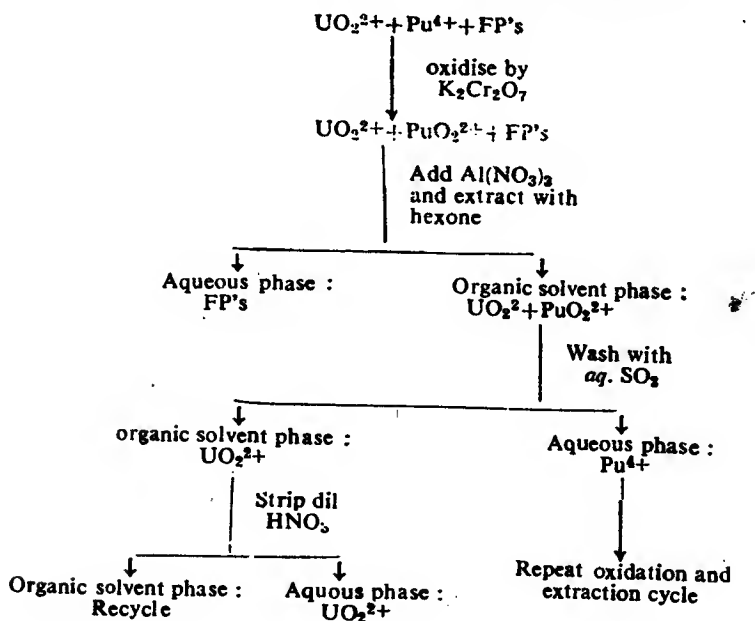 UO₂²⁺+Pu⁴⁺+FP's
oxidise by
K₂Cr₂O₇
UO₂²⁺+PuO₂²⁺+FP's
Add Al(NO₃)₃
and extract with
hexone
Aqueous phase :
FP's
Organic solvent phase :
UO₂²+PuO₂²⁺
Wash with
aq. SO₂
organic solvent phase :
UO₂²⁺
Aqueous phase :
Pu⁴⁺
Strip dil
HNO₃
Organic solvent phase :
Recycle
Aquous phase :
UO₂²⁺
Repeat oxidation and
extraction cycle